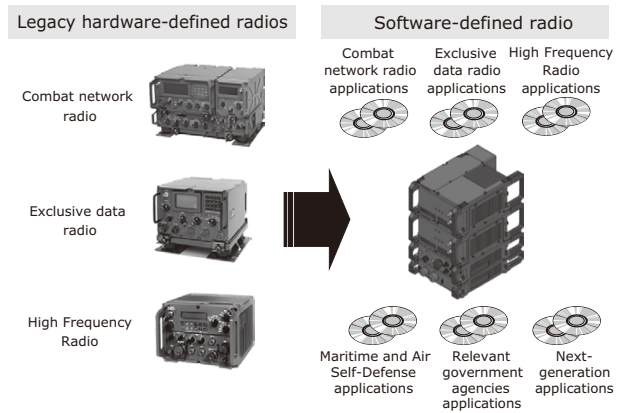 Legacy hardware-defined radios
Software-defined radio
Combat network
radio
Exclusive data
radio
High Frequency
Radio
Combat
network radio
applications
Exclusive
data radio
applications
High Frequency
Radio
applications
Maritime and Air
Self-Defense
applications
Relevant
government
agencies
applications
Next-
generation
applications